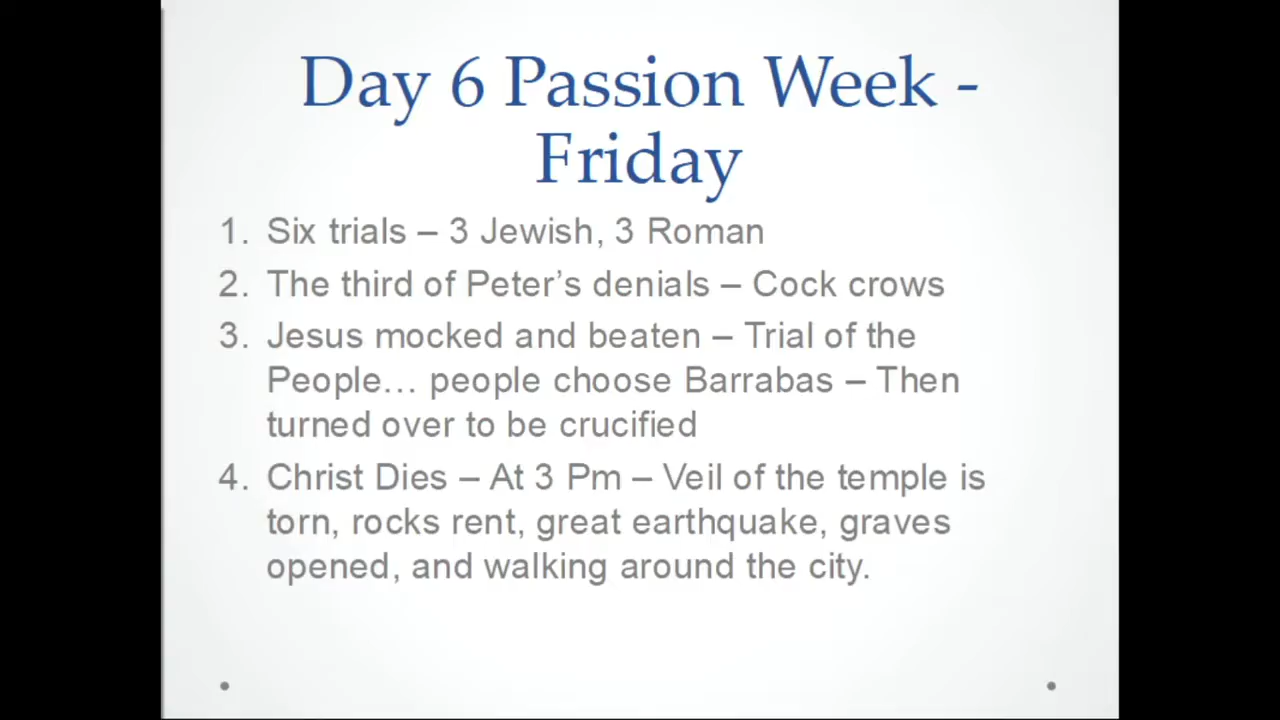 Day 6 Passion Week -
Friday
1. Six trials – 3 Jewish, 3 Roman
2. The third of Peter’s denials – Cock crows
3. Jesus mocked and beaten – Trial of the
People… people choose Barrabas – Then
turned over to be crucified
4. Christ Dies – At 3 Pm – Veil of the temple is
torn, rocks rent, great earthquake, graves
opened, and walking around the city.